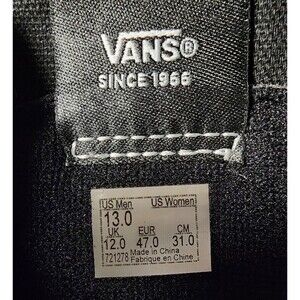 VANS®
SINCE 1966
US Men US Women
13.0
UK EUR CM
12.0 47.0 31.0
721270 Made in China
Fabriqué en Chine